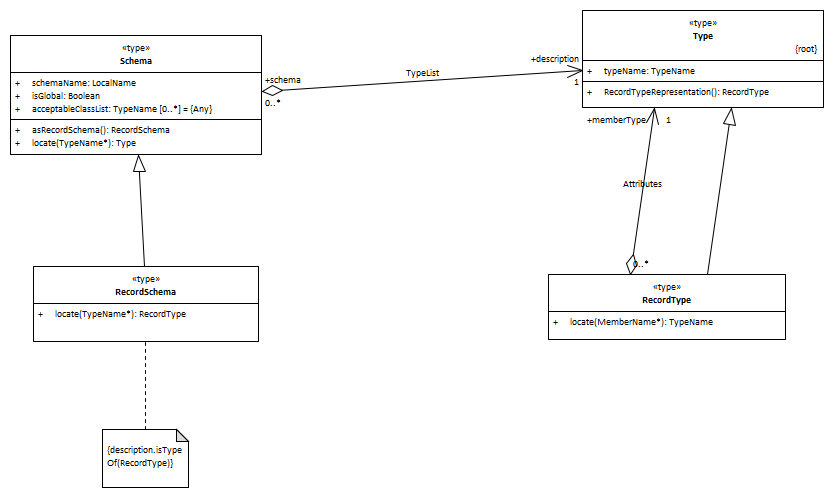 «type»
Schema
+ schemaName: LocalName
+ isGlobal: Boolean
+ acceptableClassList: TypeName [0..*] = {Any}
+ asRecordSchema(): RecordSchema
+ locate(TypeName*): Type
+schema
0..*
TypeList
+description
1
«type»
Type
{root}
+ typeName: TypeName
+ RecordTypeRepresentation(): RecordType
+memberType
1
Attributes
0..*
«type»
RecordSchema
+ locate(TypeName*): RecordType
«type»
RecordType
+ locate(MemberName*): TypeName
{description.isType
Of(RecordType)}